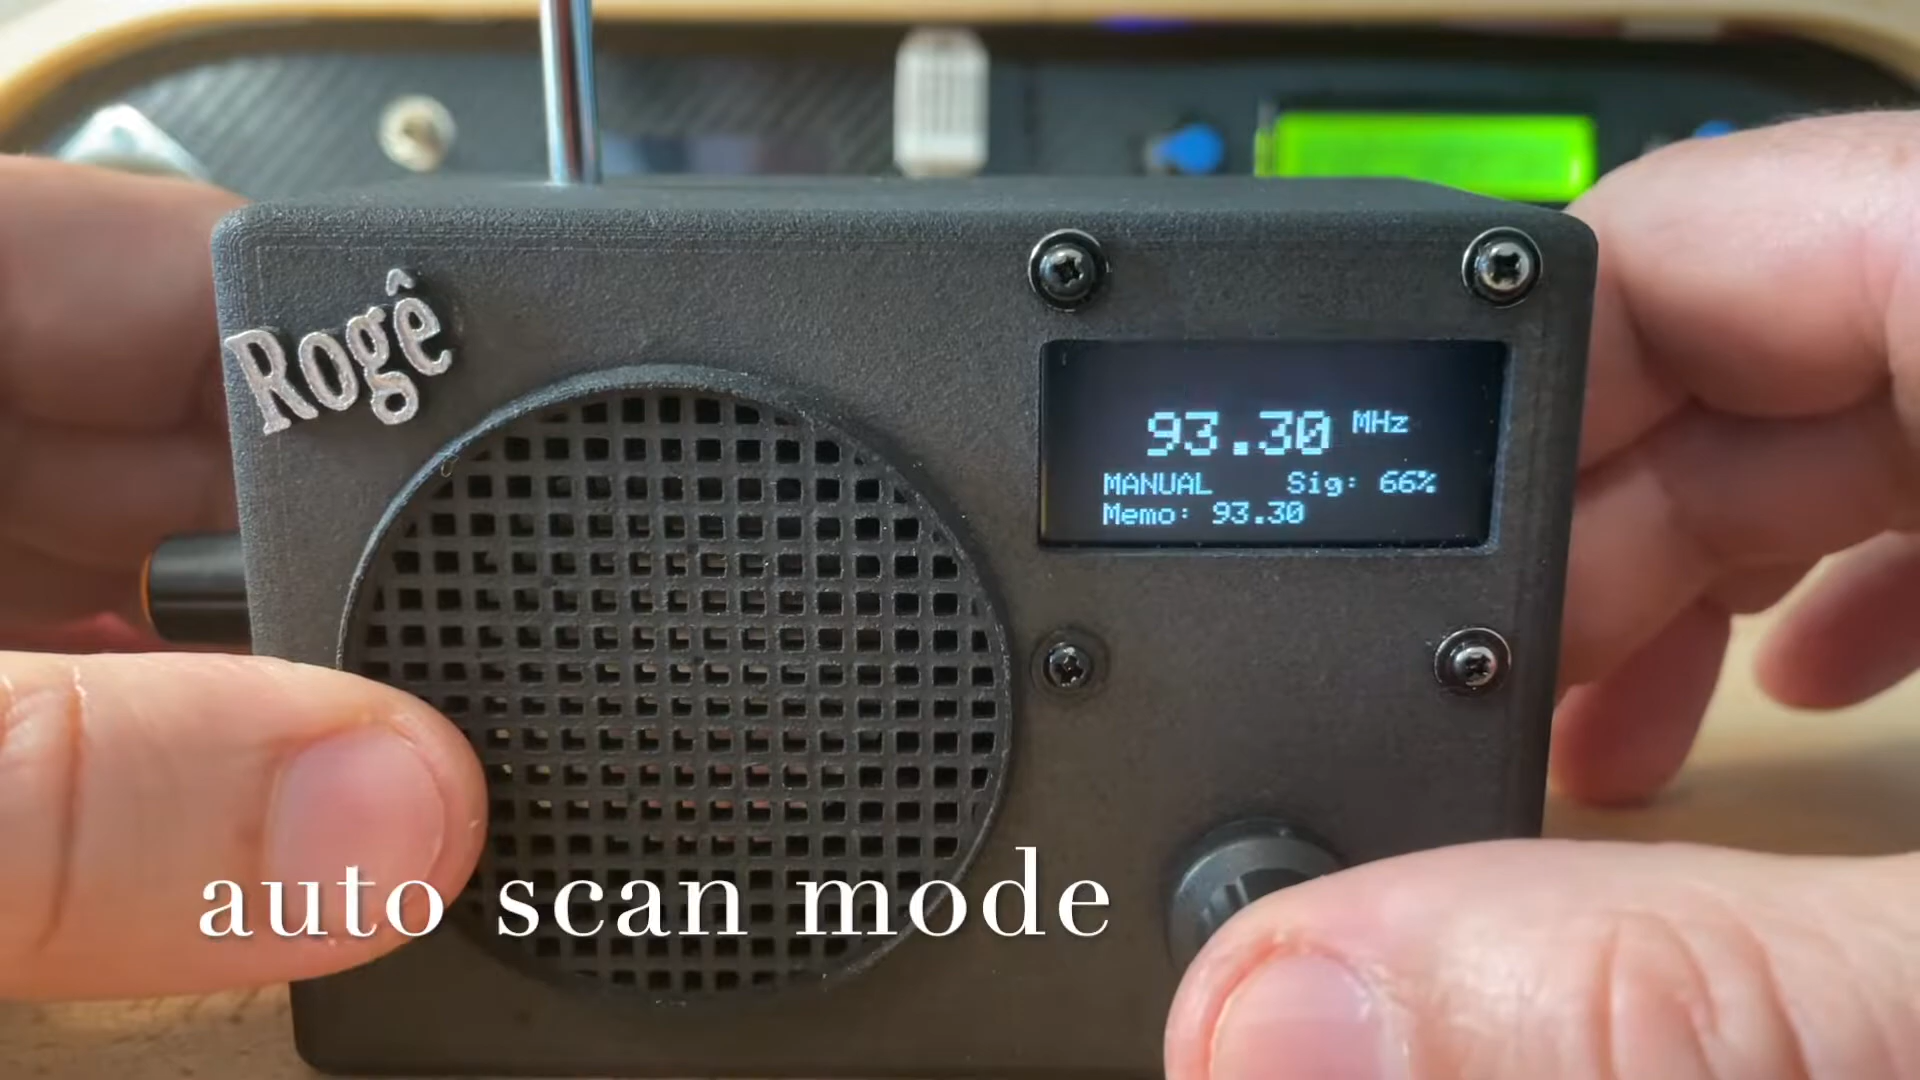 Rogê
93.30 MHz
MANUAL Sig: 66%
Memo: 93.30
auto scan mode